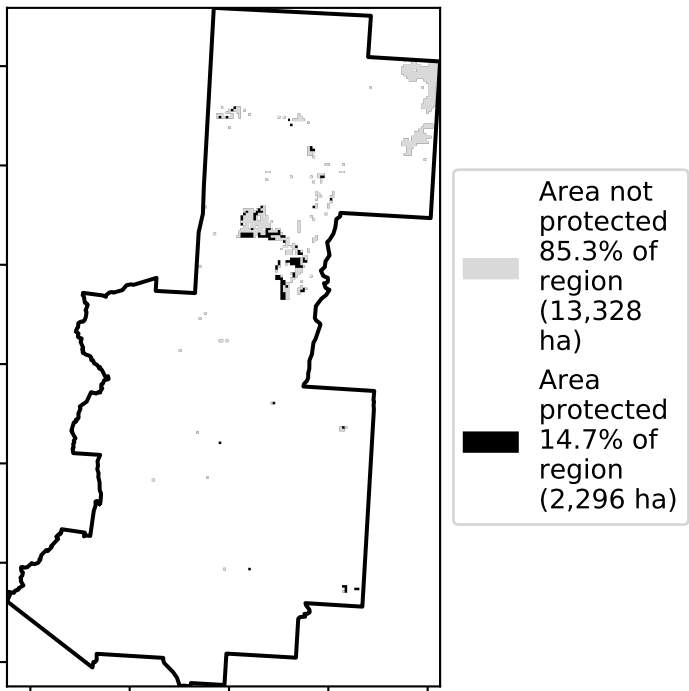 Area not
protected
85.3% of
region
(13,328
ha)
Area
protected
14.7% of
region
(2,296 ha)